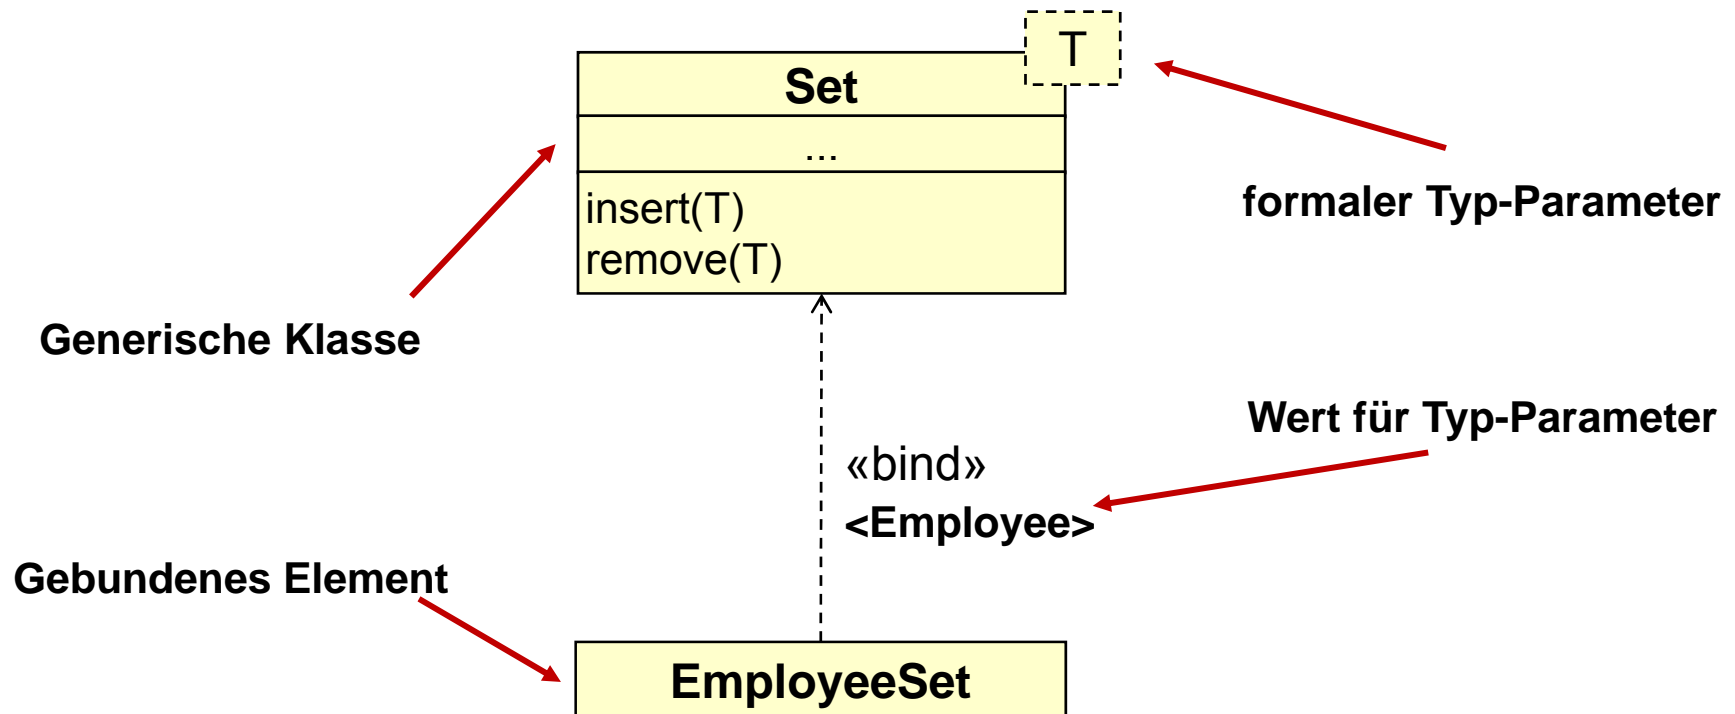 T
Set
...
insert(T)
remove(T)
formaler Typ-Parameter
Generische Klasse
Wert für Typ-Parameter
«bind»
<Employee>
Gebundenes Element
EmployeeSet